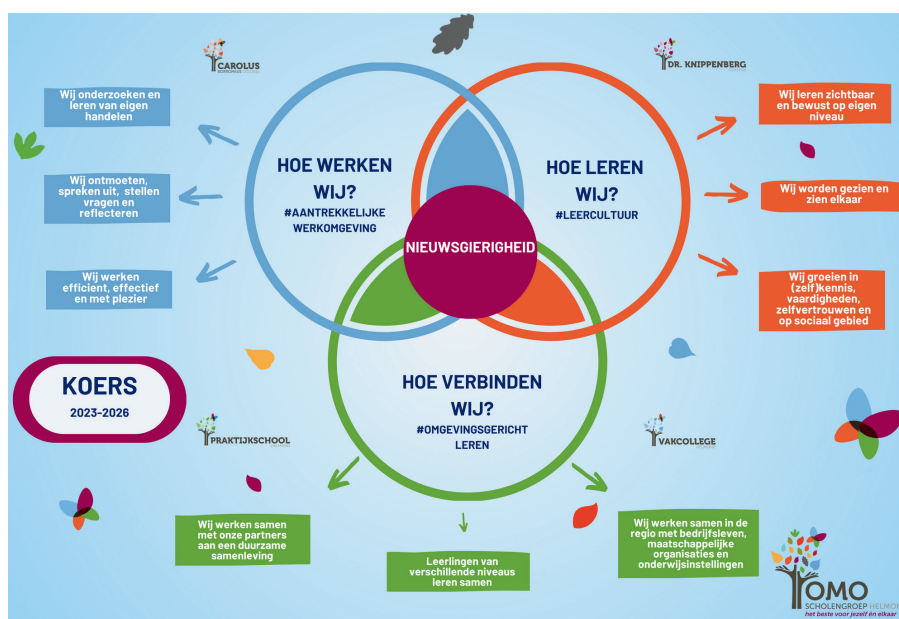 CAROLUS
BORROMEUS COLLEGE
DR. KNIPPENBERG
COLLEGE
Wij onderzoeken en
leren van eigen
handelen
Wij ontmoeten,
spreken uit, stellen
vragen en
reflecteren
Wij werken
efficient, effectief
en met plezier
HOE WERKEN
WIJ?
#AANTREKKELIJKE
WERKOMGEVING
HOE LEREN
WIJ?
#LEERCULTUUR
NIEUWSGIERIGHEID
Wij leren zichtbaar
en bewust op eigen
niveau
Wij worden gezien en
zien elkaar
Wij groeien in
(zelf)kennis,
vaardigheden,
zelfvertrouwen en
op sociaal gebied
KOERS
2023-2026
HOE VERBINDEN
WIJ?
#OMGEVINGSGERICHT
LEREN
PRAKTIJKSCHOOL
VAKCOLLEGE
Wij werken samen
met onze partners
aan een duurzame
samenleving
Leerlingen van
verschillende niveaus
leren samen
Wij werken samen in de
regio met bedrijfsleven,
maatschappelijke
organisaties en
onderwijsinstellingen
OMO
SCHOLENGROEP HELMOND
het beste voor jezelf én elkaar